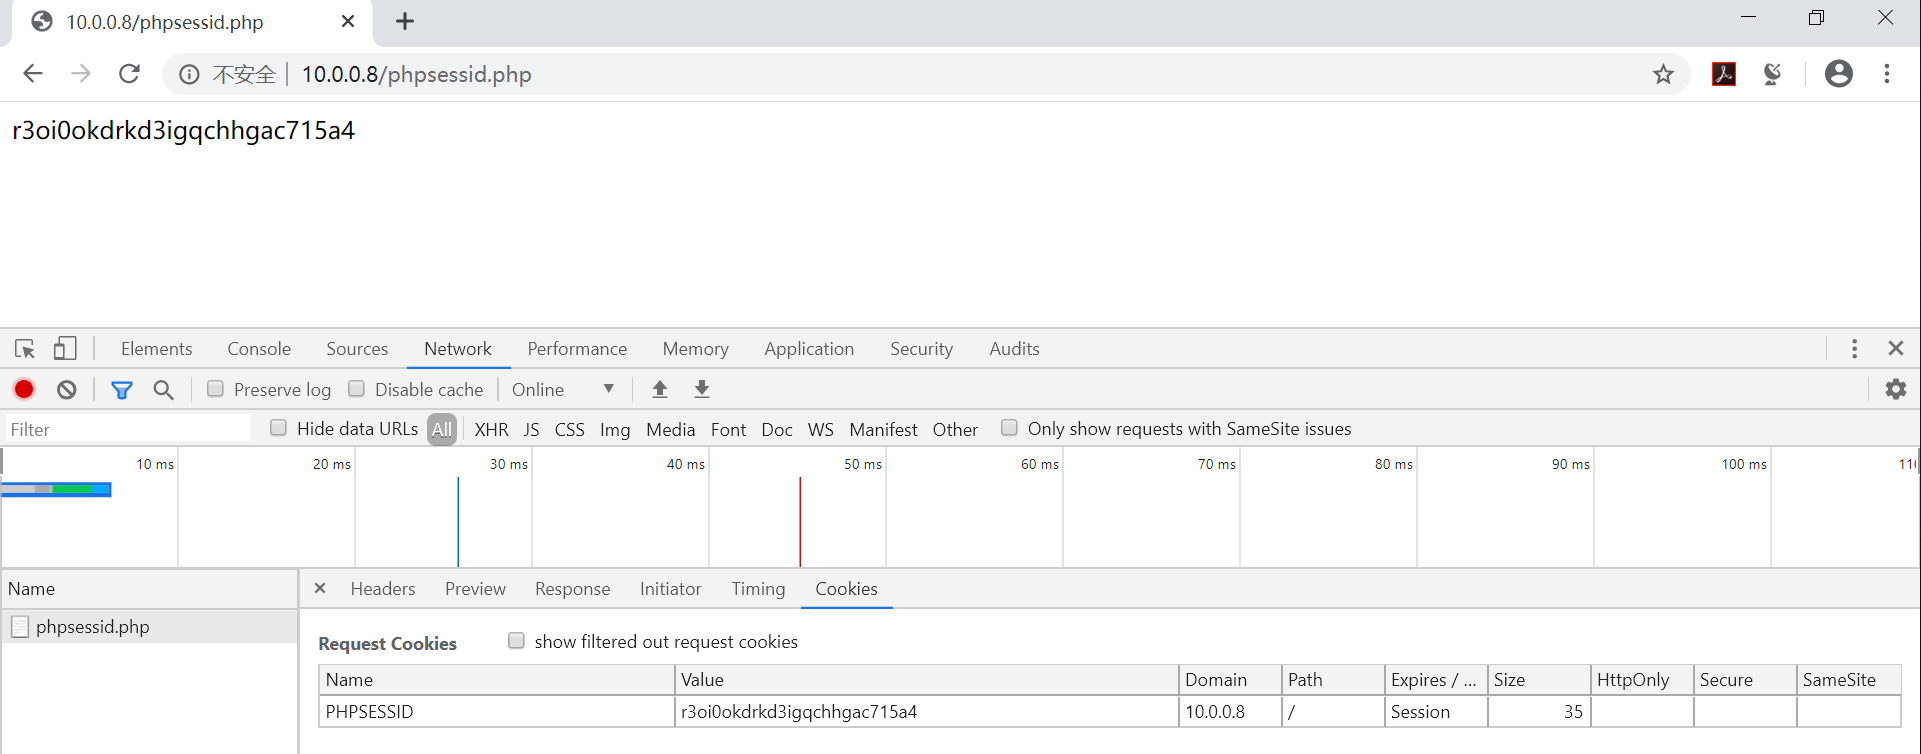 10.0.0.8/phpsessid.php
不安全 10.0.0.8/phpsessid.php
r3oi0okdrkd3igqchhgac715a4
Elements Console Sources Network Performance Memory Application Security Audits
Preserve log Disable cache Online
Filter Hide data URLs All XHR JS CSS Img Media Font Doc WS Manifest Other Only show requests with SameSite issues
10 ms 20 ms 30 ms 40 ms 50 ms 60 ms 70 ms 80 ms 90 ms 100 ms
Name Headers Preview Response Initiator Timing Cookies
phpsessid.php
Request Cookies show filtered out request cookies
Name Value Domain Path Expires / ... Size HttpOnly Secure SameSite
PHPSESSID r3oi0okdrkd3igqchhgac715a4 10.0.0.8 / Session 35